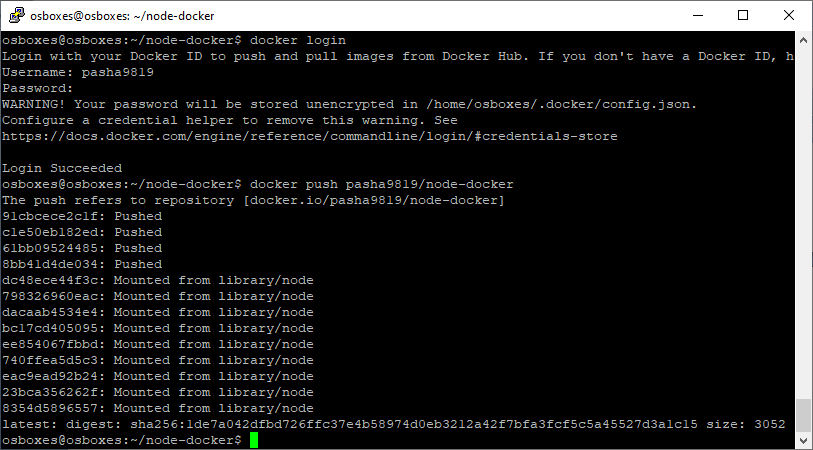 osboxes@osboxes: ~/node-docker
osboxes@osboxes:~/node-docker$ docker login
Login with your Docker ID to push and pull images from Docker Hub. If you don't have a Docker ID, h
Username: pasha9819
Password:
WARNING! Your password will be stored unencrypted in /home/osboxes/.docker/config.json.
Configure a credential helper to remove this warning. See
https://docs.docker.com/engine/reference/commandline/login/#credentials-store
Login Succeeded
osboxes@osboxes:~/node-docker$ docker push pasha9819/node-docker
The push refers to repository [docker.io/pasha9819/node-docker]
91cbcece2c1f: Pushed
c1e50eb182ed: Pushed
61bb09524485: Pushed
8bb41d4de034: Pushed
dc48ece44f3c: Mounted from library/node
798326960eac: Mounted from library/node
dacaab4534e4: Mounted from library/node
bc17cd405095: Mounted from library/node
ee854067fbbd: Mounted from library/node
740ffea5d5c3: Mounted from library/node
eac9ead92b24: Mounted from library/node
23bca356262f: Mounted from library/node
8354d5896557: Mounted from library/node
latest: digest: sha256:1de7a042dfbd726ffc37e4b58974d0eb3212a42f7bfa3fcf5c5a45527d3a1c15 size: 3052
osboxes@osboxes:~/node-docker$